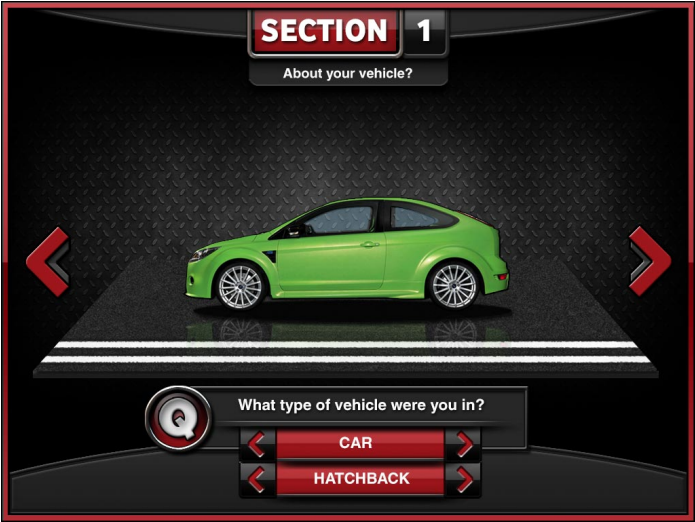 SECTION 1
About your vehicle?
Q
What type of vehicle were you in?
CAR
HATCHBACK